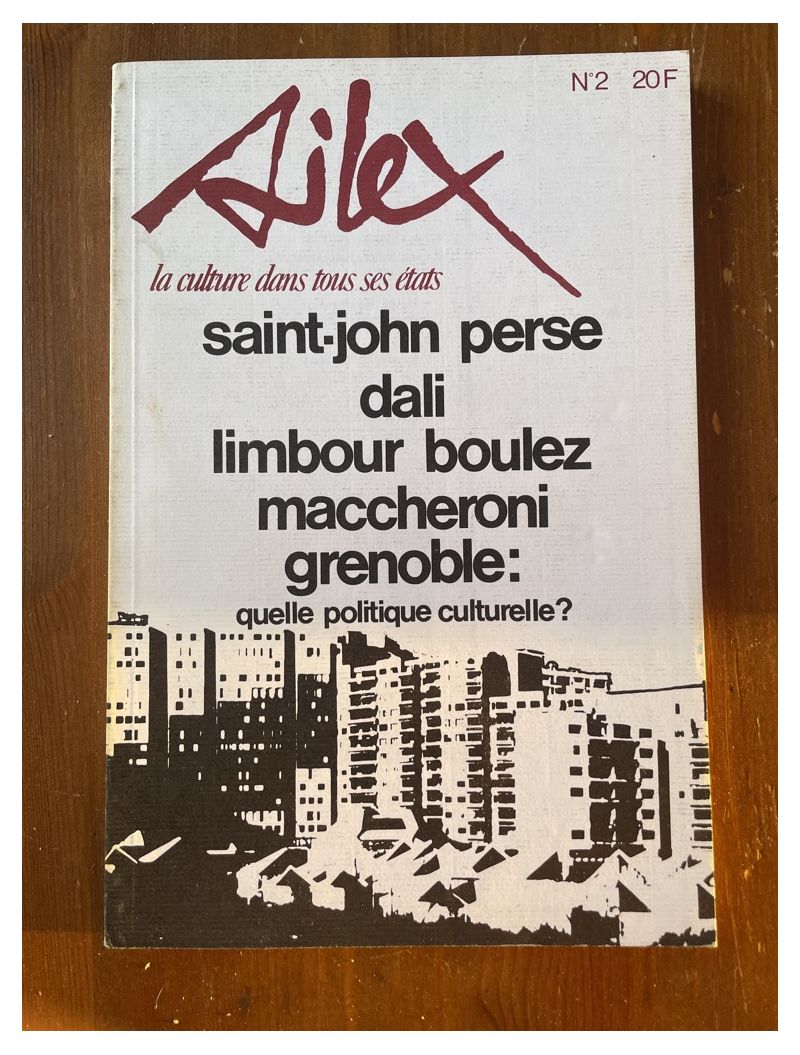 N°2 20F
Silex
la culture dans tous ses états
saint-john perse
dali
limbour boulez
maccheroni
grenoble:
quelle politique culturelle?